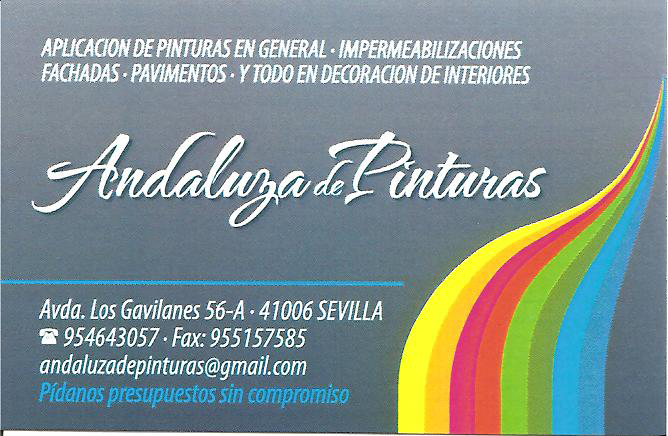 APLICACION DE PINTURAS EN GENERAL · IMPERMEABILIZACIONES
FACHADAS · PAVIMENTOS · Y TODO EN DECORACION DE INTERIORES
Andaluza de Pinturas
Avda. Los Gavilanes 56-A · 41006 SEVILLA
☎ 954643057 · Fax: 955157585
andaluzadepinturas@gmail.com
Pídanos presupuestos sin compromiso